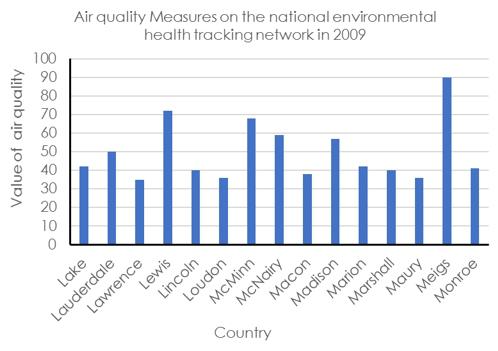 Air quality Measures on the national environmental
health tracking network in 2009
Value of  air quality
100
90
80
70
60
50
40
30
20
10
0
Lake
Lauderdale
Lawrence
Lewis
Lincoln
Loudon
McMinn
McNairy
Macon
Madison
Marion
Marshall
Maury
Meigs
Monroe
Country